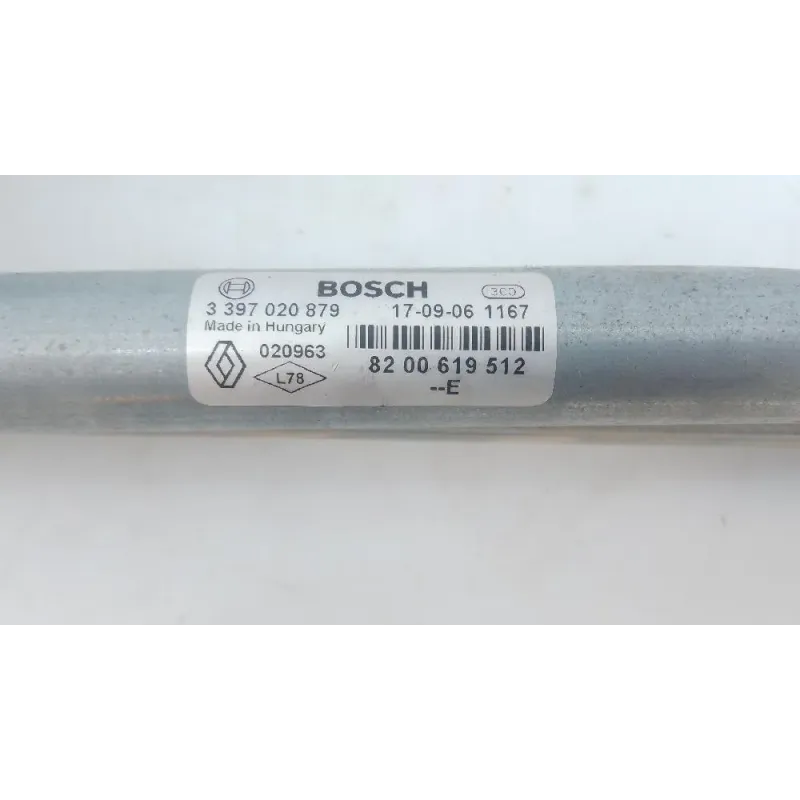 BOSCH
3 397 020 879 17-09-06 1167
Made in Hungary
020963
L78
82 00 619 512
--E